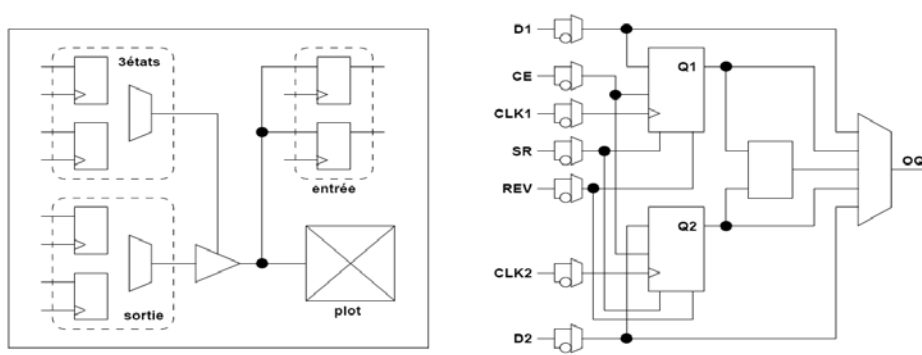 3états
entrée
sortie
plot
D1
CE
CLK1
SR
REV
CLK2
D2
Q1
Q2
OQ